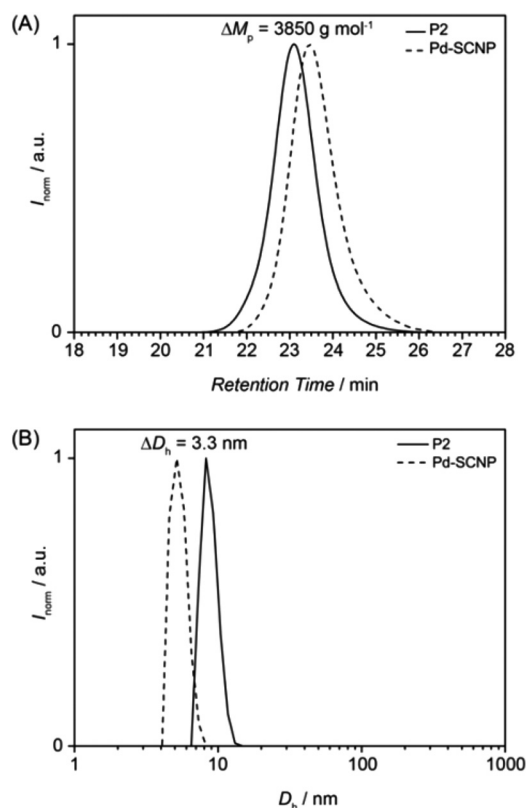 (A)
ΔMp = 3850 g mol-1
P2
Pd-SCNP
1
Inorm / a.u.
0
18 19 20 21 22 23 24 25 26 27 28
Retention Time / min
(B)
ΔDh = 3.3 nm
P2
Pd-SCNP
1
Inorm / a.u.
0
1 10 100 1000
Dh / nm